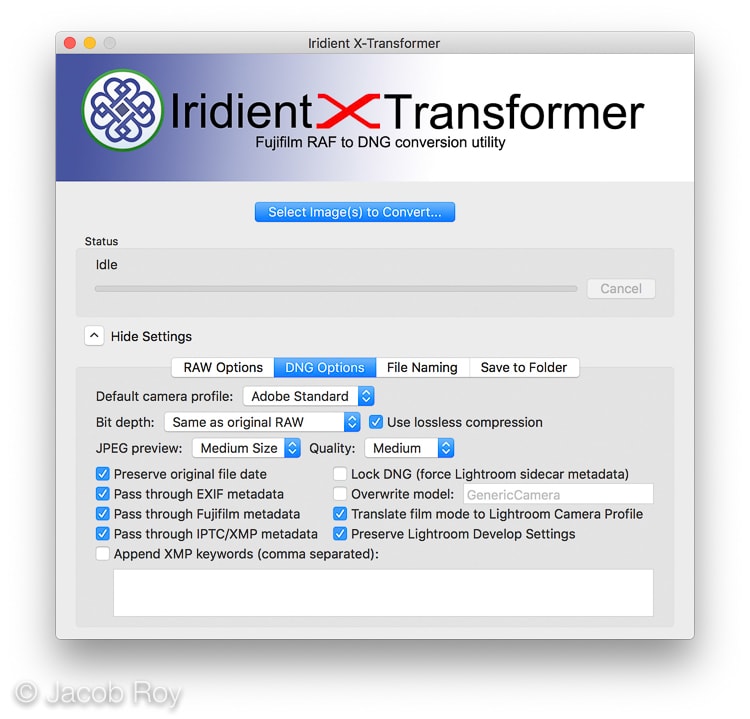 Iridient X-Transformer
Iridient X Transformer
Fujifilm RAF to DNG conversion utility
Select Image(s) to Convert...
Status
Idle
Cancel
Hide Settings
RAW Options DNG Options File Naming Save to Folder
Default camera profile: Adobe Standard
Bit depth: Same as original RAW Use lossless compression
JPEG preview: Medium Size Quality: Medium
Preserve original file date Lock DNG (force Lightroom sidecar metadata)
Pass through EXIF metadata Overwrite model: GenericCamera
Pass through Fujifilm metadata Translate film mode to Lightroom Camera Profile
Pass through IPTC/XMP metadata Preserve Lightroom Develop Settings
Append XMP keywords (comma separated):
© Jacob Roy